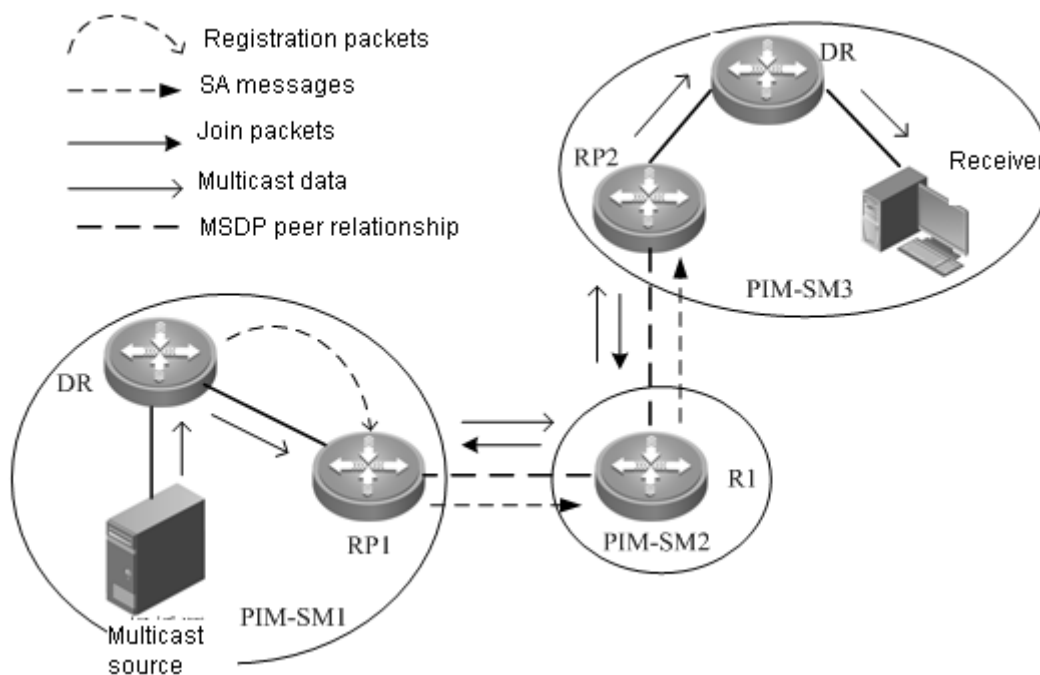 Registration packets
SA messages
Join packets
Multicast data
MSDP peer relationship
DR
RP2
Receiver
PIM-SM3
DR
RP1
PIM-SM1
Multicast
source
R1
PIM-SM2